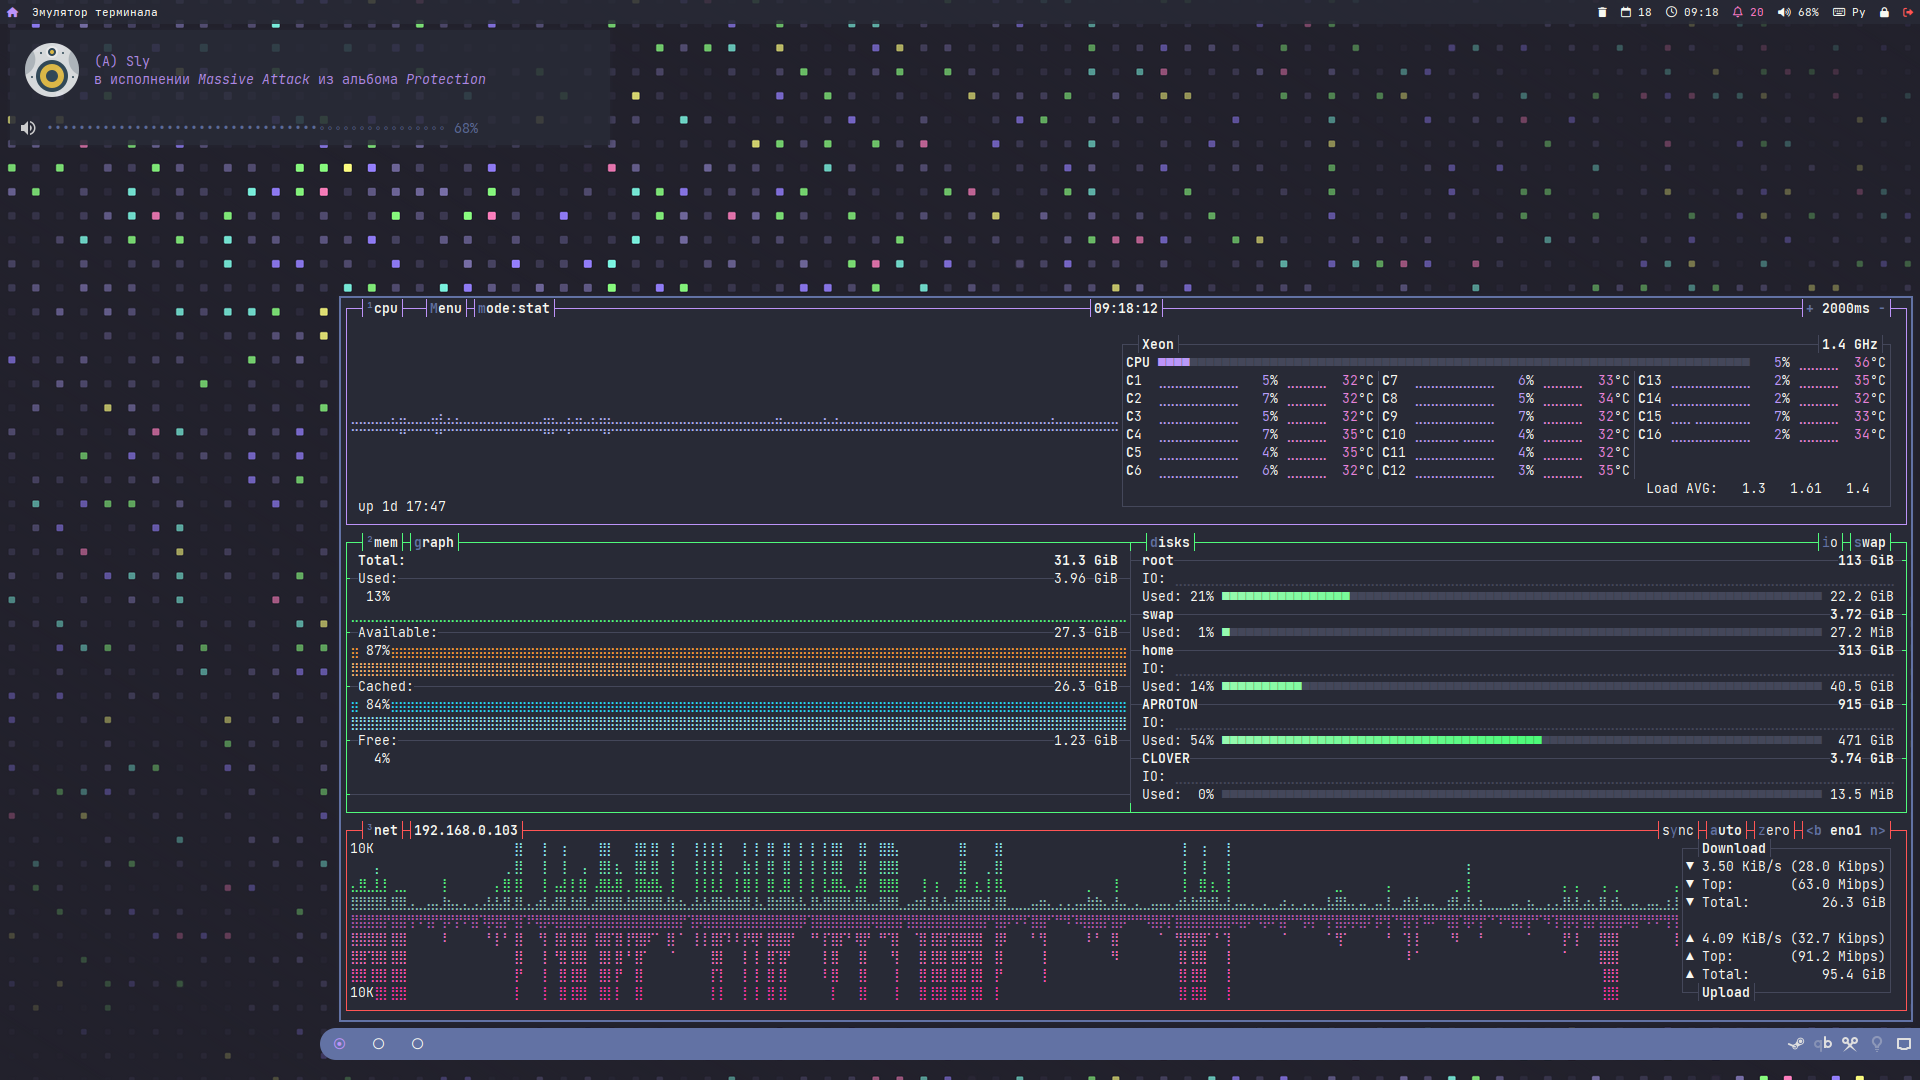 Эмулятор терминала
18 09:18 20 68% Ру
(A) Sly
в исполнении Massive Attack из альбома Protection
68%
1cpu Menu mode:stat 09:18:12 + 2000ms -
Xeon 1.4 GHz
CPU 5% 36°C
C1 5% 32°C C7 6% 33°C C13 2% 35°C
C2 7% 32°C C8 5% 34°C C14 2% 32°C
C3 5% 32°C C9 7% 32°C C15 7% 33°C
C4 7% 35°C C10 4% 32°C C16 2% 34°C
C5 4% 35°C C11 4% 32°C
C6 6% 32°C C12 3% 35°C
Load AVG: 1.3 1.61 1.4
up 1d 17:47
2mem graph
Total: 31.3 GiB
Used: 3.96 GiB
13%
Available: 27.3 GiB
87%
Cached: 26.3 GiB
84%
Free: 1.23 GiB
4%
disks io swap
root 113 GiB
IO:
Used: 21% 22.2 GiB
swap 3.72 GiB
Used: 1% 27.2 MiB
home 313 GiB
IO:
Used: 14% 40.5 GiB
APROTON 915 GiB
IO:
Used: 54% 471 GiB
CLOVER 3.74 GiB
IO:
Used: 0% 13.5 MiB
3net 192.168.0.103 sync auto zero <b eno1 n>
10K
10K
Download
▼ 3.50 KiB/s (28.0 Kibps)
▼ Top: (63.0 Mibps)
▼ Total: 26.3 GiB
▲ 4.09 KiB/s (32.7 Kibps)
▲ Top: (91.2 Mibps)
▲ Total: 95.4 GiB
Upload
qb